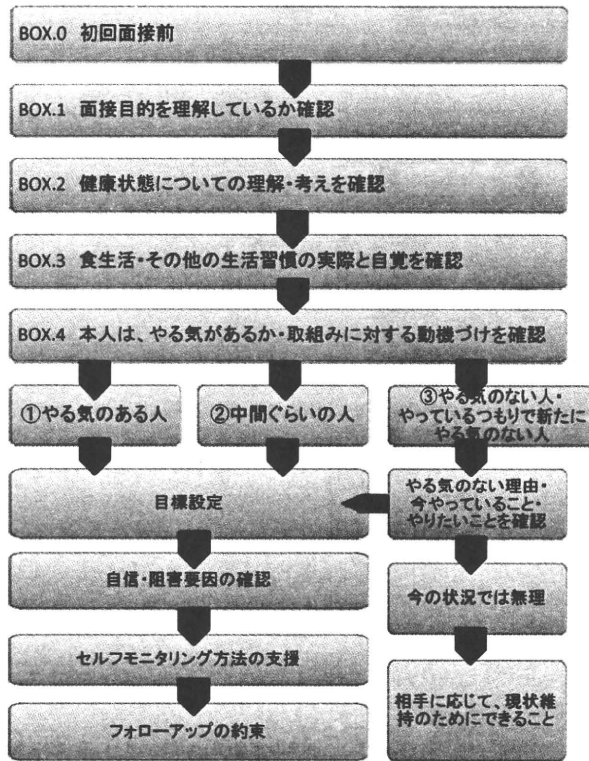 BOX.0 初回面接前
BOX.1 面接目的を理解しているか確認
BOX.2 健康状態についての理解・考えを確認
BOX.3 食生活・その他の生活習慣の実際と自覚を確認
BOX.4 本人は、やる気があるか・取組みに対する動機づけを確認
①やる気のある人
②中間ぐらいの人
③やる気のない人・
やっているつもりで新たに
やる気のない人
目標設定
やる気のない理由・
今やっていること・
やりたいことを確認
自信・阻害要因の確認
今の状況では無理
セルフモニタリング方法の支援
相手に応じて、現状維
持のためにできること
フォローアップの約束